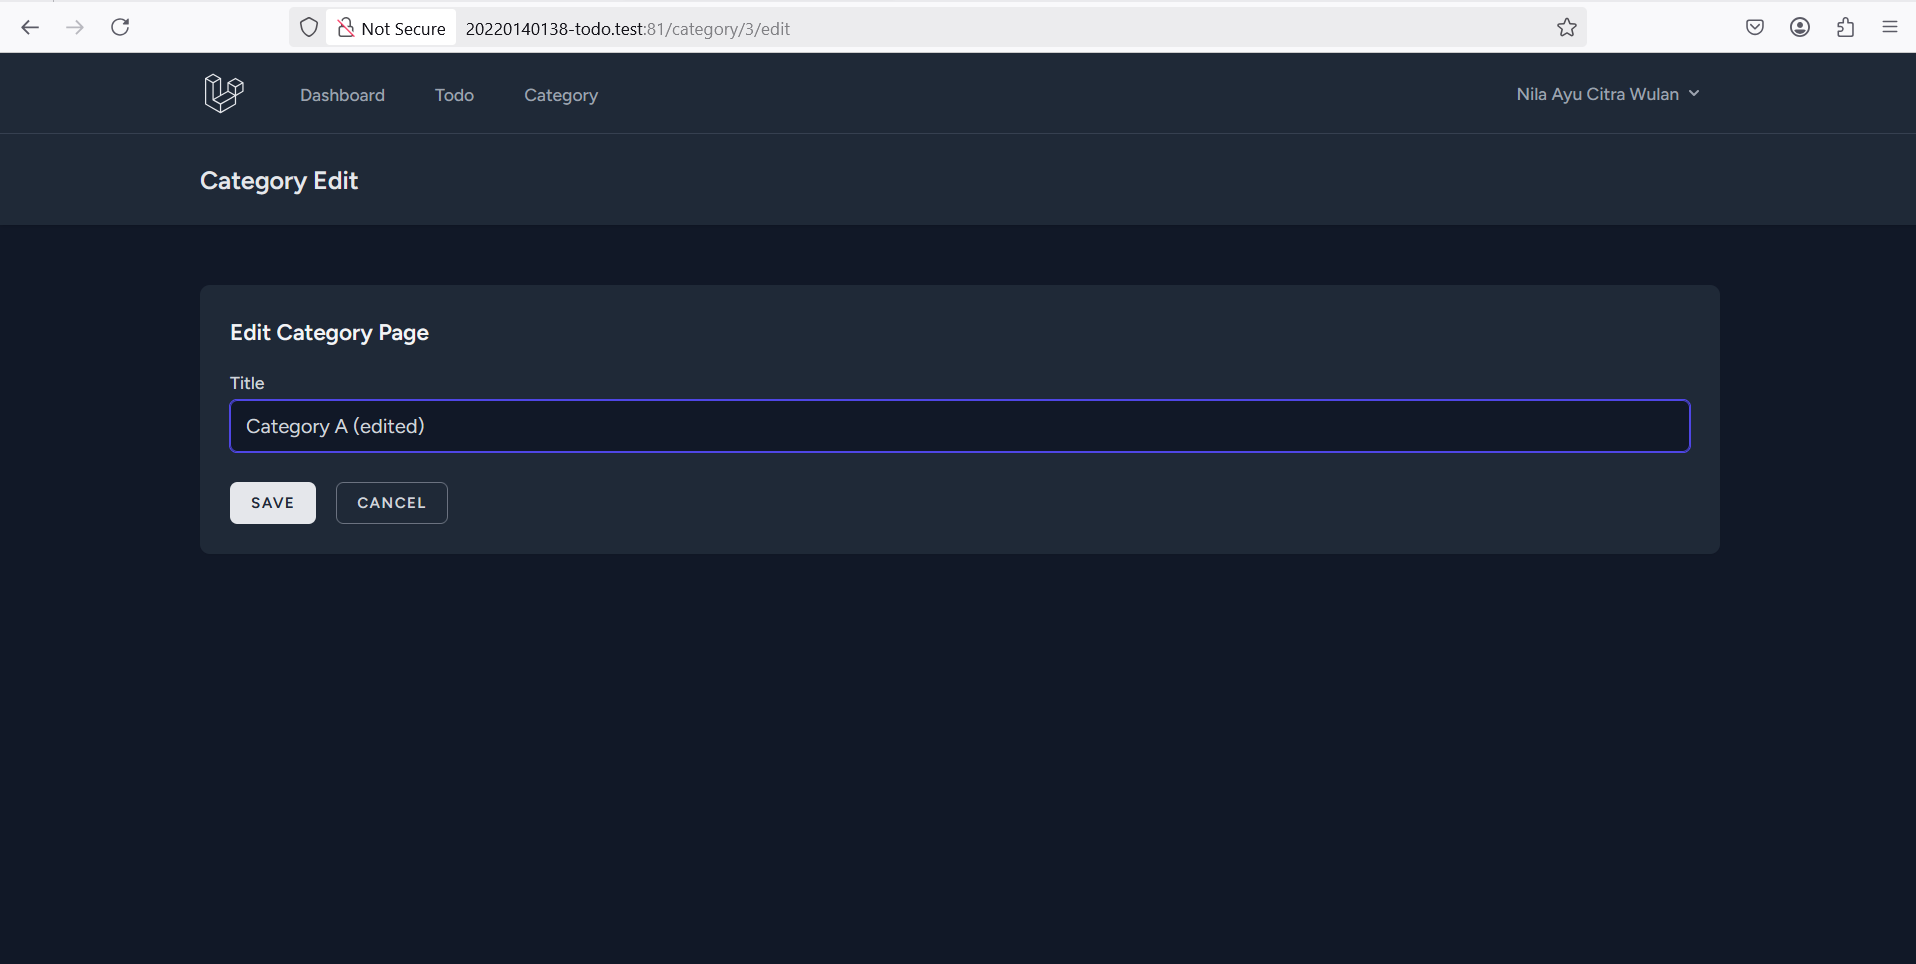 Not Secure 20220140138-todo.test:81/category/3/edit
Dashboard Todo Category Nila Ayu Citra Wulan
Category Edit
Edit Category Page
Title
Category A (edited)
SAVE CANCEL